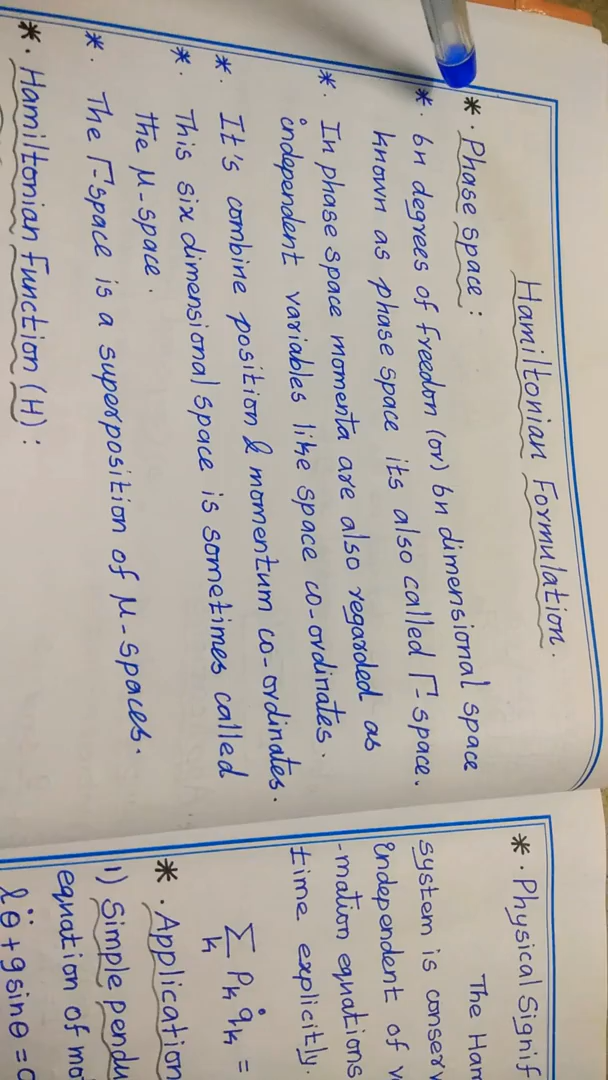 Hamiltonian Formulation.
*. Phase space :
*. 6n degrees of freedon (or) 6n dimensional space
known as phase space its also called Γ-space.
*. In phase space momenta are also regarded as
independent variables like space co-ordinates.
*. It's combine position & momentum co-ordinates.
*. This six dimensional space is sometimes called
the μ-space.
*. The Γ-space is a superposition of μ-spaces.
*. Hamiltonian function (H) :
*. Physical Signif
The Ham
system is conserv
independent of v
-mation equations
time explicitly.
∑ₖ Pₖ q̇ₖ =
*. Application
1) Simple pendu
equation of mo
lθ̈ + g sinθ = 0